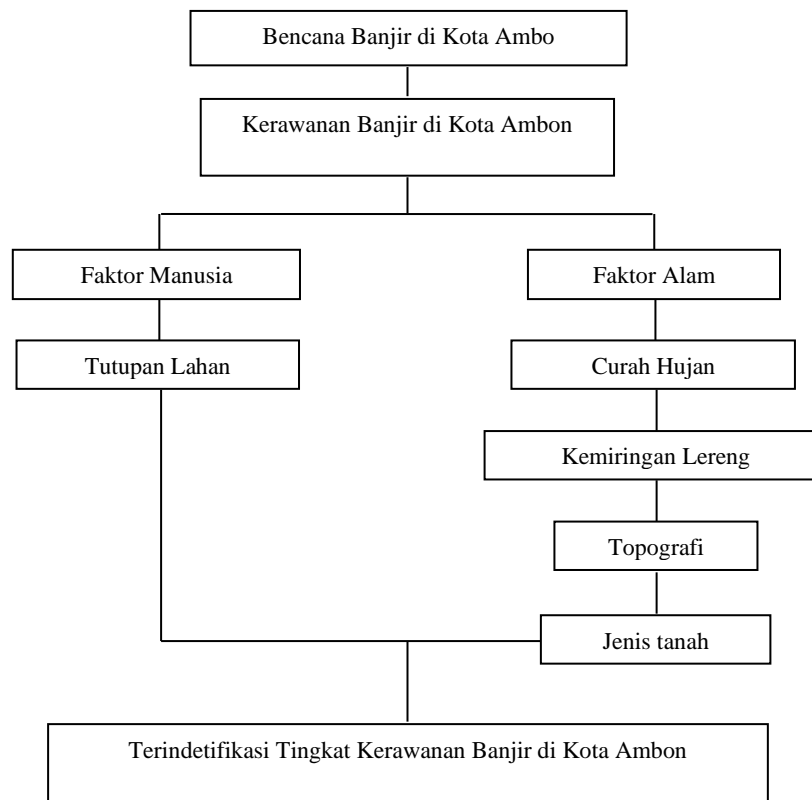 Bencana Banjir di Kota Ambo
Kerawanan Banjir di Kota Ambon
Faktor Manusia
Faktor Alam
Tutupan Lahan
Curah Hujan
Kemiringan Lereng
Topografi
Jenis tanah
Terindetifikasi Tingkat Kerawanan Banjir di Kota Ambon